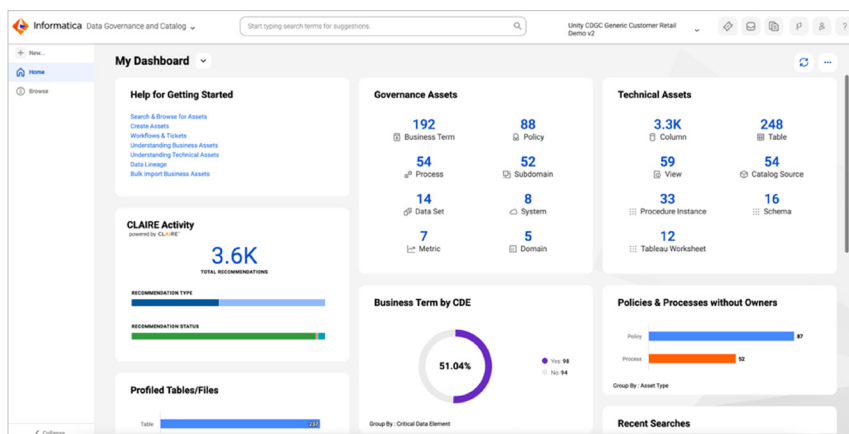 Informatica Data Governance and Catalog
Start typing search terms for suggestions.
Unity CDGC Generic Customer Retail
Demo v2
?
+ New...
Home
Browse
Collapse
My Dashboard
Help for Getting Started
Search & Browse for Assets
Create Assets
Workflows & Tickets
Understanding Business Assets
Understanding Technical Assets
Data Lineage
Bulk Import Business Assets
CLAIRE Activity
powered by CLAIRE
3.6K
TOTAL RECOMMENDATIONS
RECOMMENDATION TYPE
RECOMMENDATION STATUS
Profiled Tables/Files
Table
237
Governance Assets
192 88
Business Term Policy
54 52
Process Subdomain
14 8
Data Set System
7 5
Metric Domain
Business Term by CDE
51.04%
Yes: 98
No: 94
Group By : Critical Data Element
Technical Assets
3.3K 248
Column Table
59 54
View Catalog Source
33 16
Procedure Instance Schema
12
Tableau Worksheet
Policies & Processes without Owners
Policy 87
Process 52
Group By : Asset Type
Recent Searches